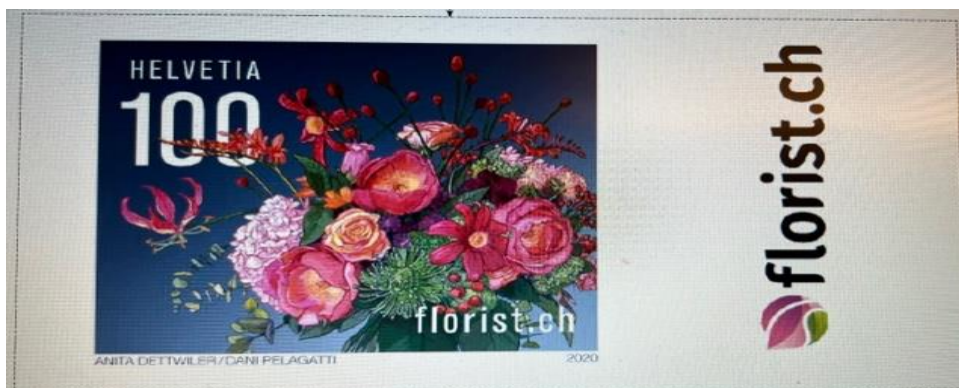 HELVETIA
100
florist.ch
ANITA DETTWILER / DANI PELAGATTI
2020
florist.ch